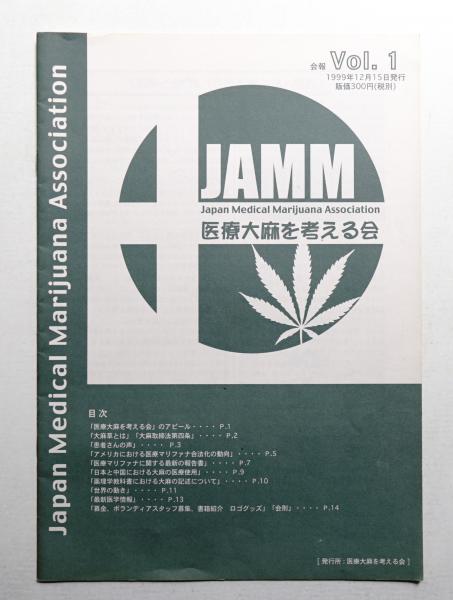 Japan Medical Marijuana Association
会報 Vol. 1
1999年12月15日発行
販価300円(税別)
JAMM
Japan Medical Marijuana Association
医療大麻を考える会
目 次
「医療大麻を考える会」のアピール・・・・ P.1
「大麻草とは」「大麻取締法第四条」・・・・ P.2
「患者さんの声」・・・・ P.3
「アメリカにおける医療マリファナ合法化の動向」・・・・ P.5
「医療マリファナに関する最新の報告書」・・・・ P.7
「日本と中国における大麻の医療使用」・・・・ P.9
「薬理学教科書における大麻の記述について」・・・・ P.10
「世界の動き」・・・・ P.11
「最新医学情報」・・・・ P.13
「募金、ボランティアスタッフ募集、書籍紹介 ロゴグッズ」「会則」・・・・ P.14
[ 発行所：医療大麻を考える会 ]